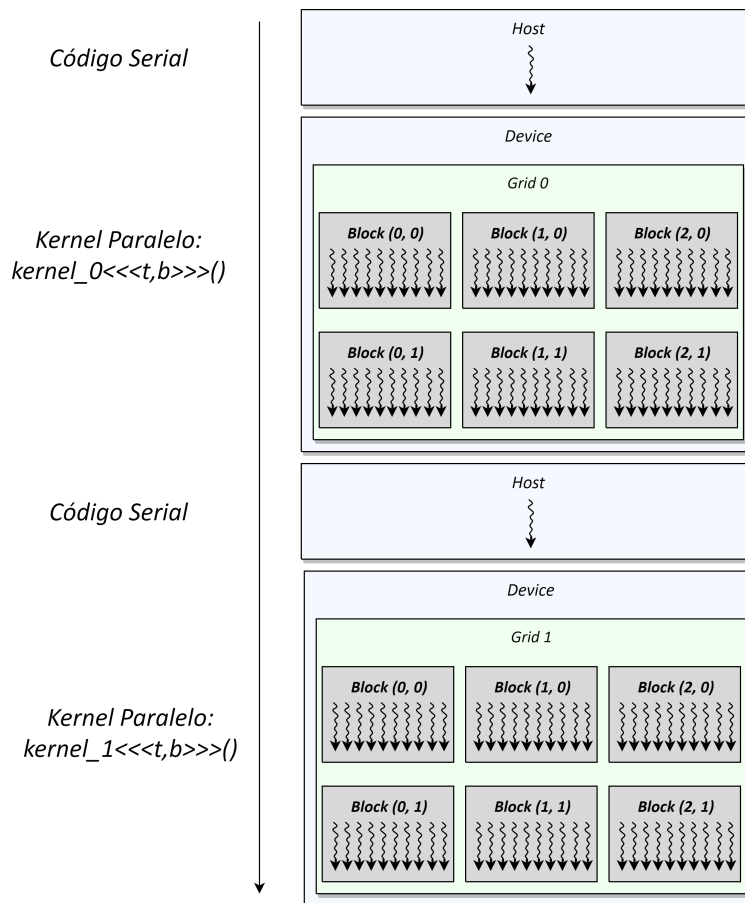 Código Serial
Host
Device
Grid 0
Kernel Paralelo:
kernel_0<<<t,b>>>()
Block (0, 0)
Block (1, 0)
Block (2, 0)
Block (0, 1)
Block (1, 1)
Block (2, 1)
Código Serial
Host
Device
Grid 1
Kernel Paralelo:
kernel_1<<<t,b>>>()
Block (0, 0)
Block (1, 0)
Block (2, 0)
Block (0, 1)
Block (1, 1)
Block (2, 1)